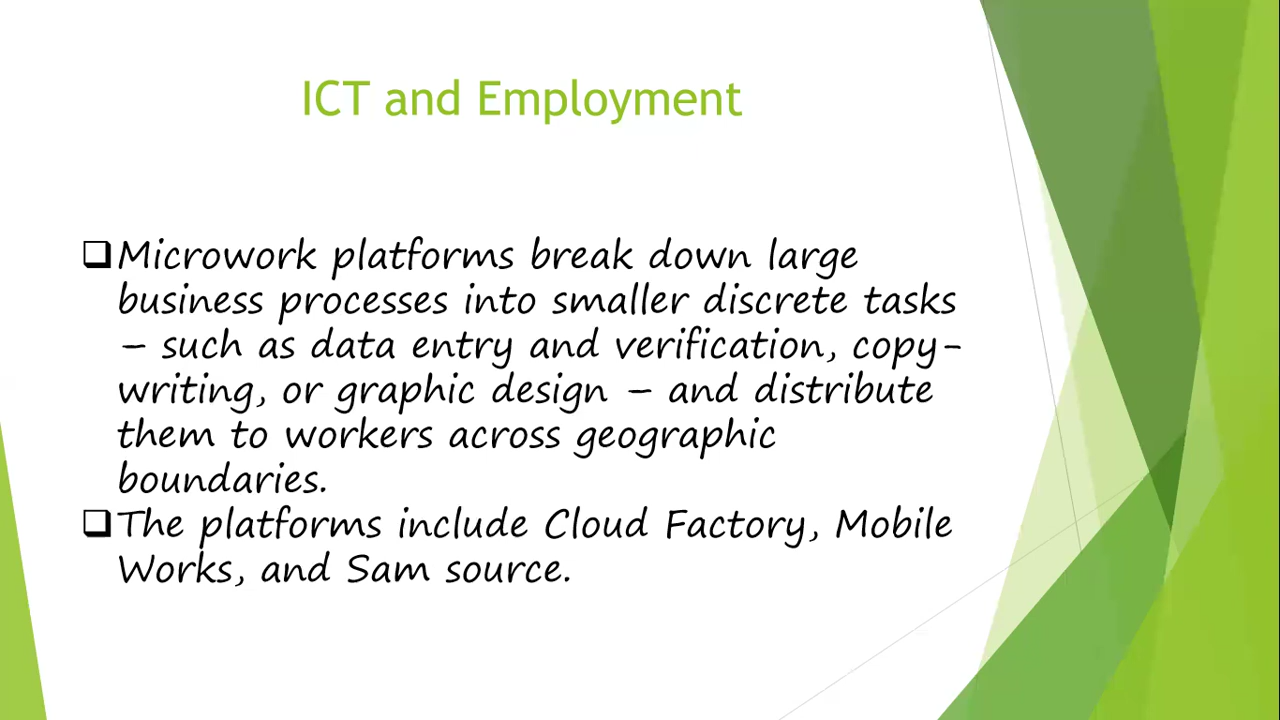 ICT and Employment
Microwork platforms break down large
business processes into smaller discrete tasks
– such as data entry and verification, copy-
writing, or graphic design – and distribute
them to workers across geographic
boundaries.
The platforms include Cloud Factory, Mobile
Works, and Sam source.